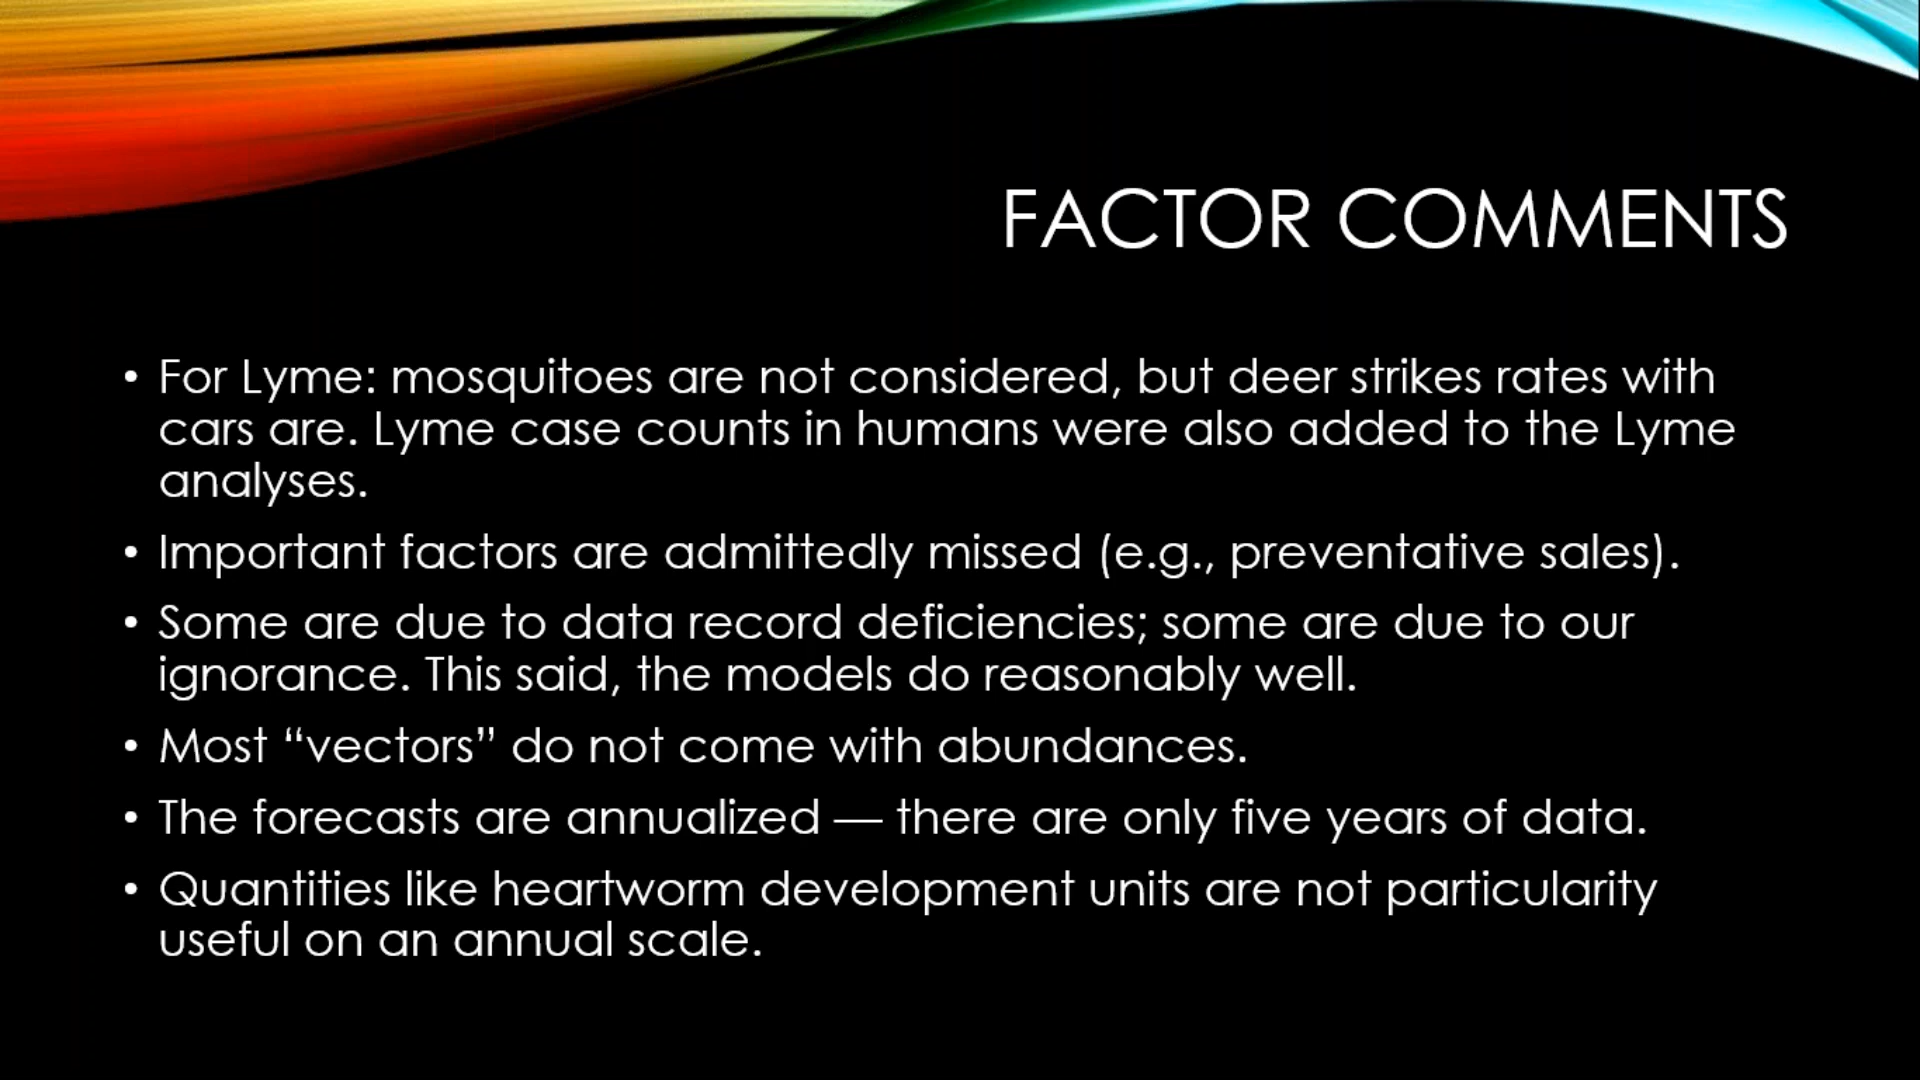 FACTOR COMMENTS
• For Lyme: mosquitoes are not considered, but deer strikes rates with
cars are. Lyme case counts in humans were also added to the Lyme
analyses.
• Important factors are admittedly missed (e.g., preventative sales).
• Some are due to data record deficiencies; some are due to our
ignorance. This said, the models do reasonably well.
• Most “vectors” do not come with abundances.
• The forecasts are annualized — there are only five years of data.
• Quantities like heartworm development units are not particularity
useful on an annual scale.